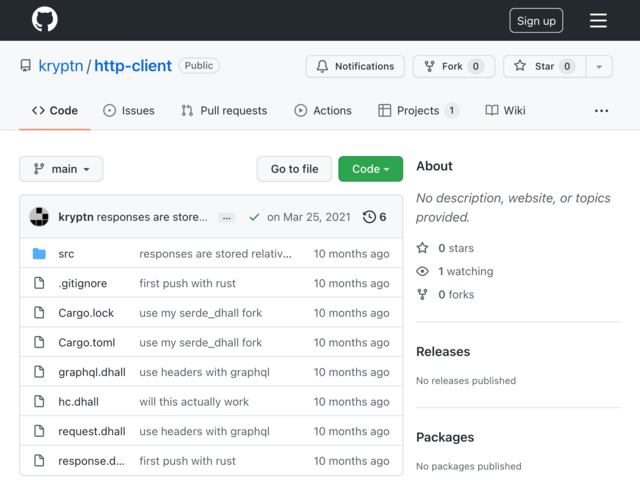 Sign up
kryptn / http-client Public
Notifications
Fork 0
Star 0
Code
Issues
Pull requests
Actions
Projects 1
Wiki
main
Go to file
Code
kryptn responses are store... ... on Mar 25, 2021 6
src responses are stored relativ... 10 months ago
.gitignore first push with rust 10 months ago
Cargo.lock use my serde_dhall fork 10 months ago
Cargo.toml use my serde_dhall fork 10 months ago
graphql.dhall use headers with graphql 10 months ago
hc.dhall will this actually work 10 months ago
request.dhall use headers with graphql 10 months ago
response.d... first push with rust 10 months ago
About
No description, website, or topics
provided.
0 stars
1 watching
0 forks
Releases
No releases published
Packages
No packages published